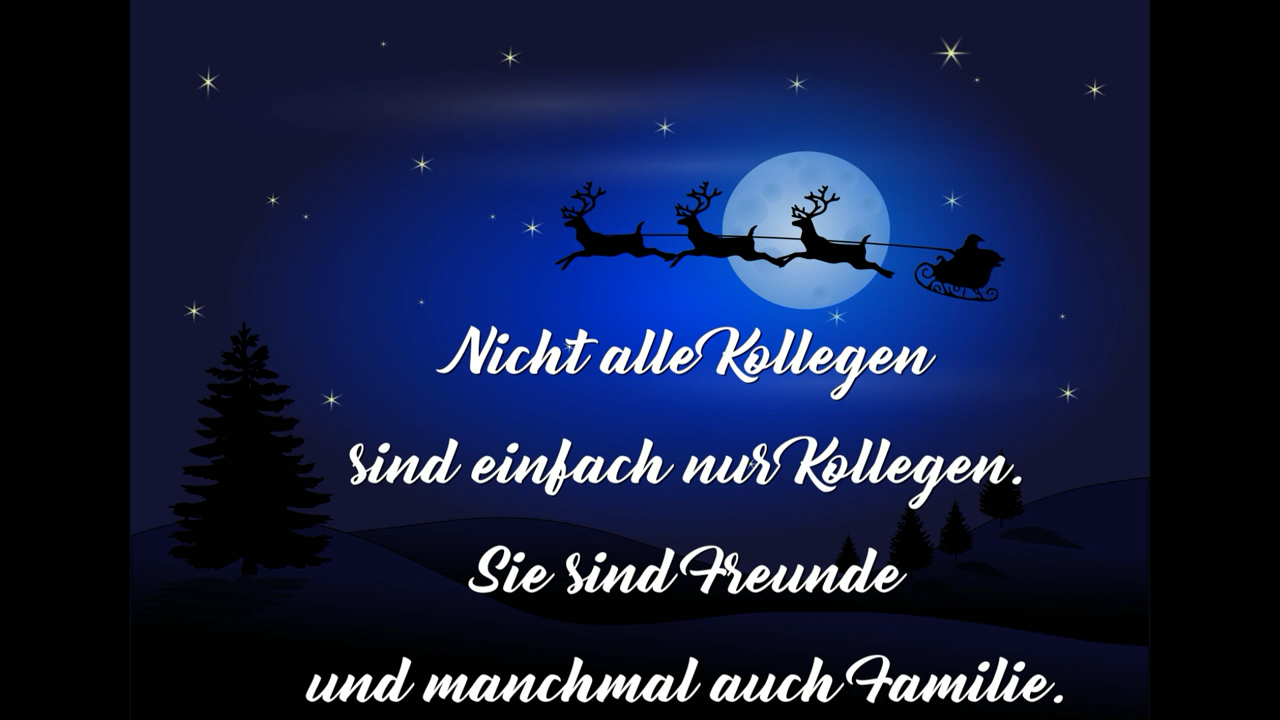 Nicht alle Kollegen
sind einfach nur Kollegen.
Sie sind Freunde
und manchmal auch Familie.